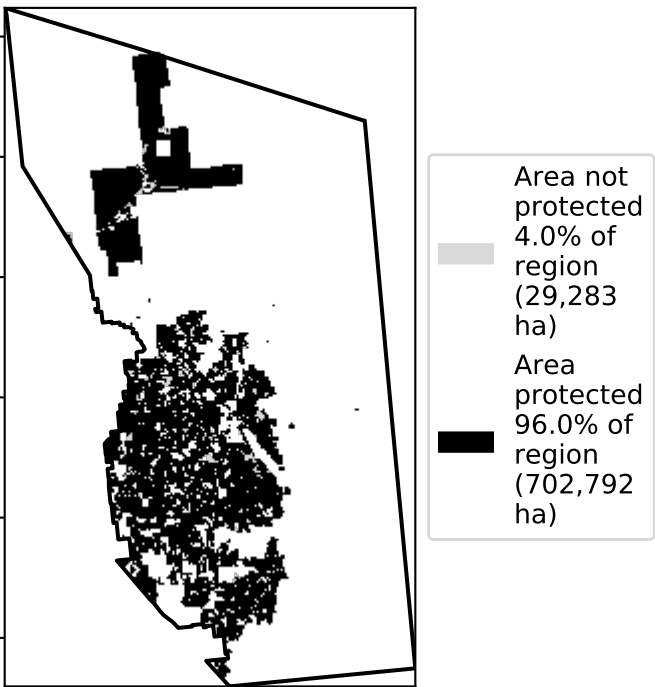 Area not
protected
4.0% of
region
(29,283
ha)
Area
protected
96.0% of
region
(702,792
ha)